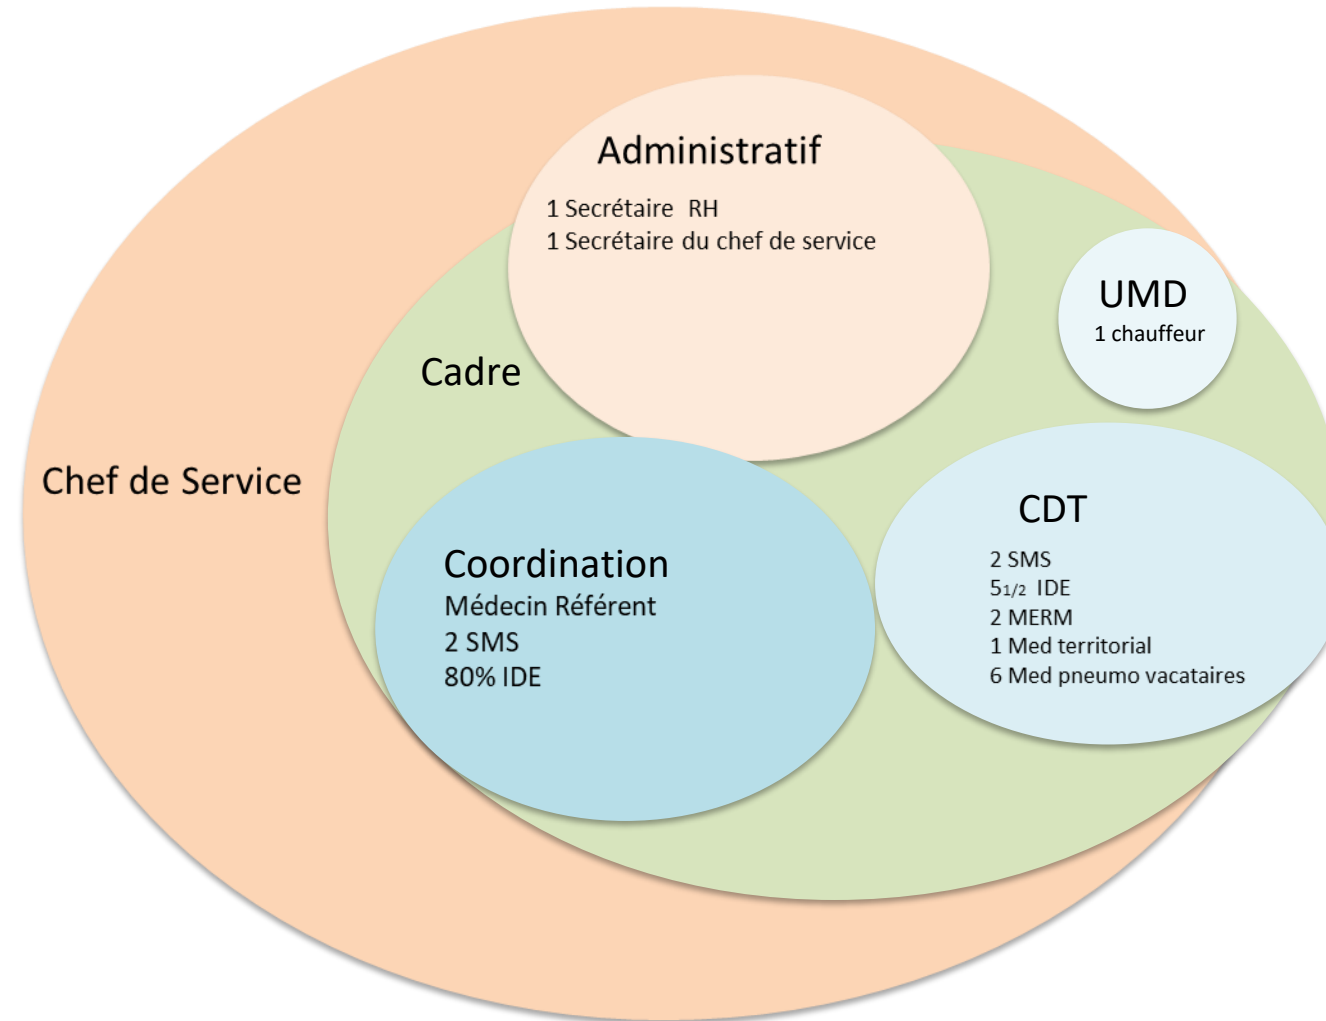 Administratif
1 Secrétaire RH
1 Secrétaire du chef de service
UMD
1 chauffeur
Cadre
Chef de Service
Coordination
Médecin Référent
2 SMS
80% IDE
CDT
2 SMS
51/2 IDE
2 MERM
1 Med territorial
6 Med pneumo vacataires